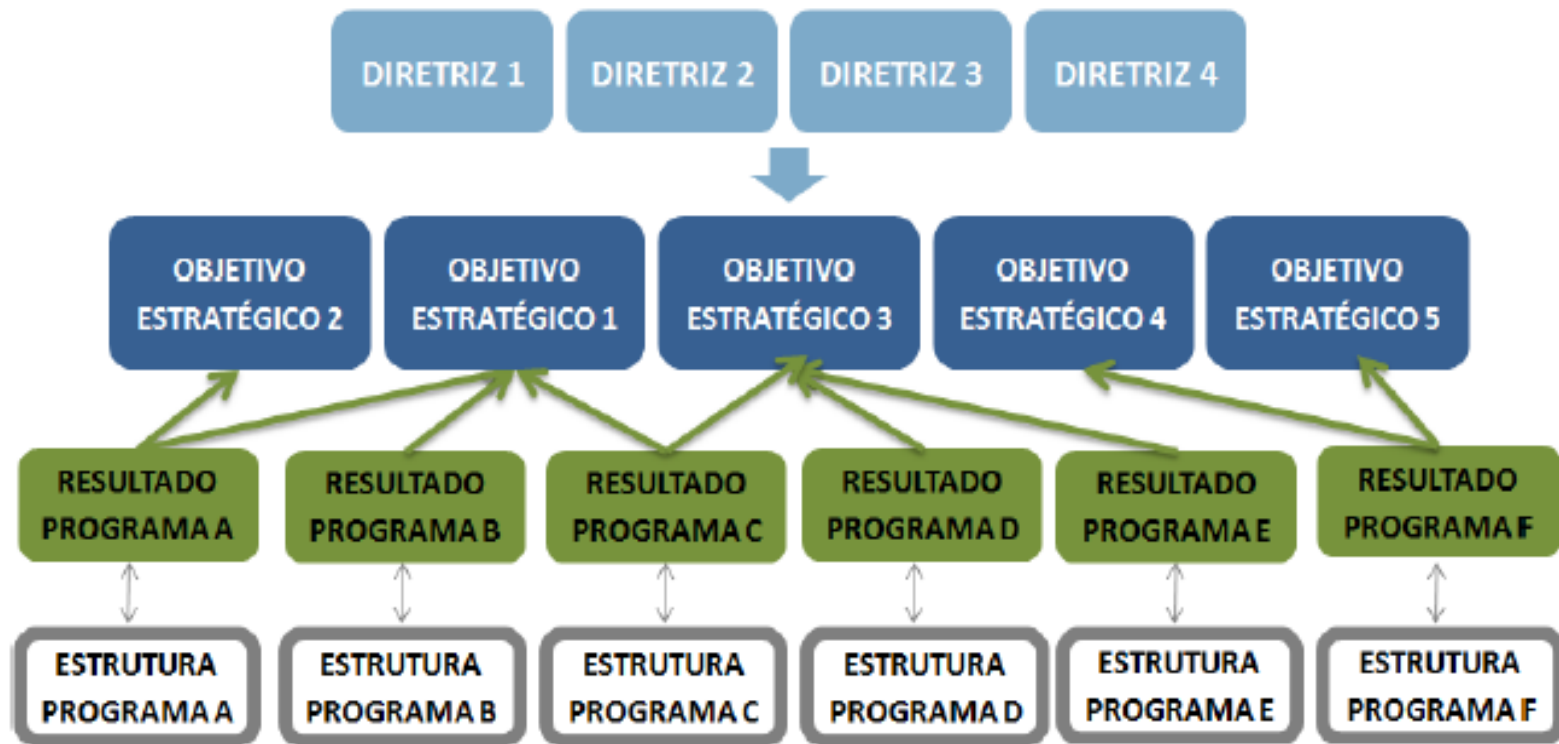 DIRETRIZ 1
DIRETRIZ 2
DIRETRIZ 3
DIRETRIZ 4
OBJETIVO
ESTRATÉGICO 2
OBJETIVO
ESTRATÉGICO 1
OBJETIVO
ESTRATÉGICO 3
OBJETIVO
ESTRATÉGICO 4
OBJETIVO
ESTRATÉGICO 5
RESULTADO
PROGRAMA A
RESULTADO
PROGRAMA B
RESULTADO
PROGRAMA C
RESULTADO
PROGRAMA D
RESULTADO
PROGRAMA E
RESULTADO
PROGRAMA F
ESTRUTURA
PROGRAMA A
ESTRUTURA
PROGRAMA B
ESTRUTURA
PROGRAMA C
ESTRUTURA
PROGRAMA D
ESTRUTURA
PROGRAMA E
ESTRUTURA
PROGRAMA F